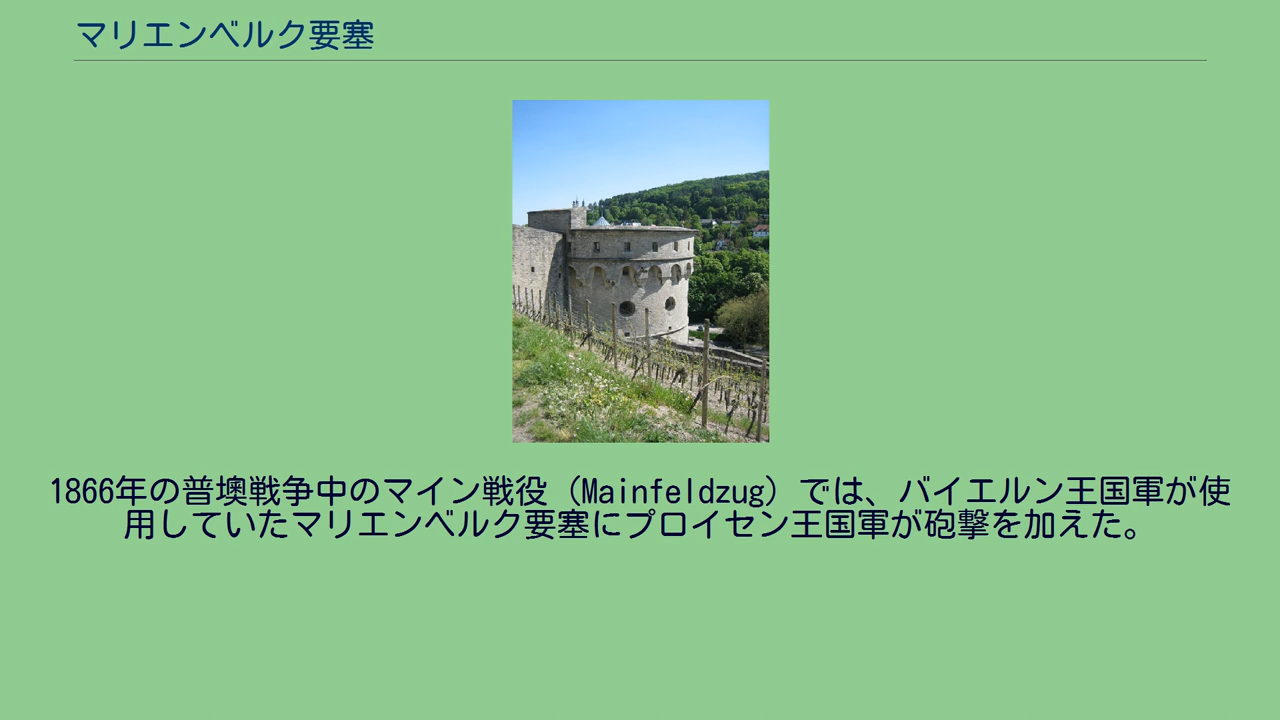 マリエンベルク要塞
1866年の普墺戦争中のマイン戦役（Mainfeldzug）では、バイエルン王国軍が使
用していたマリエンベルク要塞にプロイセン王国軍が砲撃を加えた。